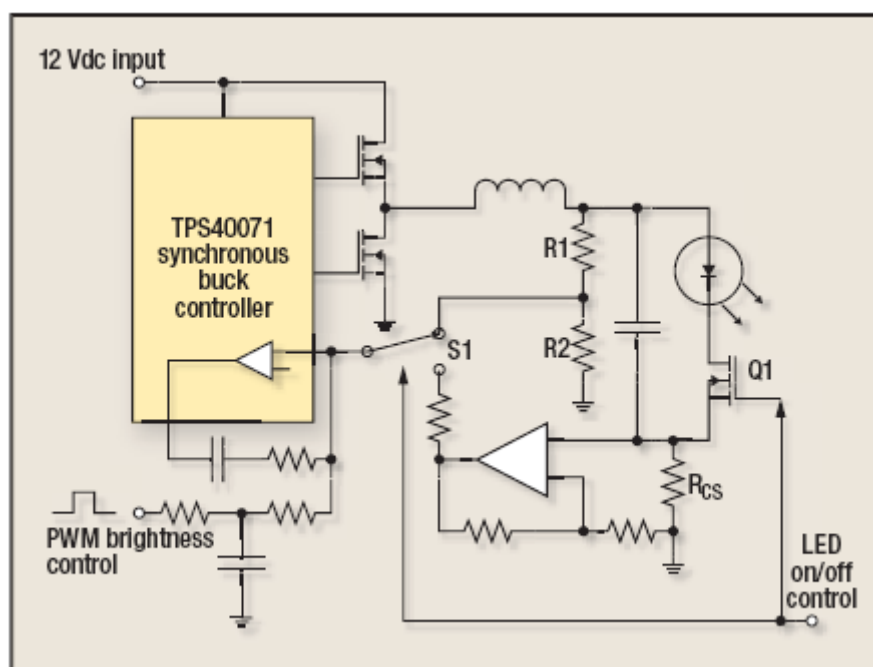 12 Vdc input
TPS40071
synchronous
buck
controller
R1
R2
S1
Q1
RCS
PWM brightness
control
LED
on/off
control